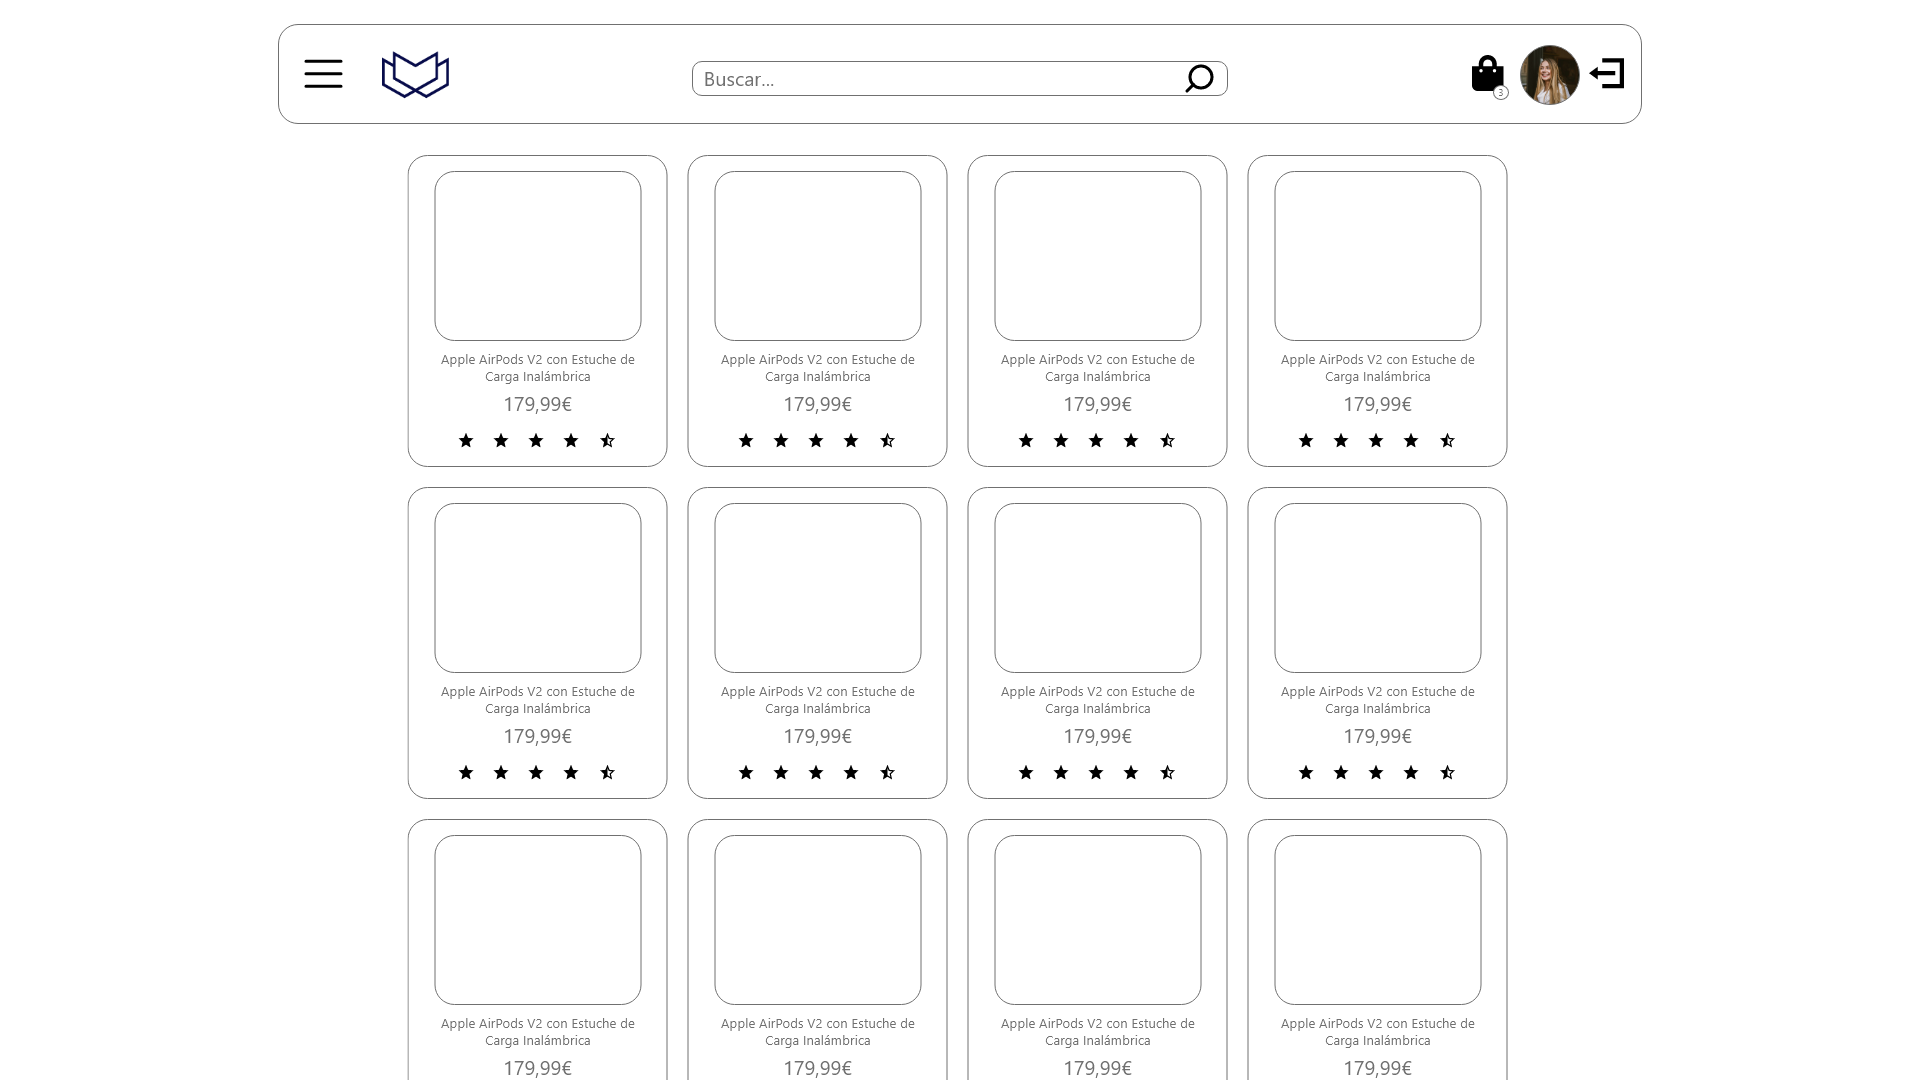 Buscar...
3
Apple AirPods V2 con Estuche de
Carga Inalámbrica
179,99€
Apple AirPods V2 con Estuche de
Carga Inalámbrica
179,99€
Apple AirPods V2 con Estuche de
Carga Inalámbrica
179,99€
Apple AirPods V2 con Estuche de
Carga Inalámbrica
179,99€
Apple AirPods V2 con Estuche de
Carga Inalámbrica
179,99€
Apple AirPods V2 con Estuche de
Carga Inalámbrica
179,99€
Apple AirPods V2 con Estuche de
Carga Inalámbrica
179,99€
Apple AirPods V2 con Estuche de
Carga Inalámbrica
179,99€
Apple AirPods V2 con Estuche de
Carga Inalámbrica
179,99€
Apple AirPods V2 con Estuche de
Carga Inalámbrica
179,99€
Apple AirPods V2 con Estuche de
Carga Inalámbrica
179,99€
Apple AirPods V2 con Estuche de
Carga Inalámbrica
179,99€